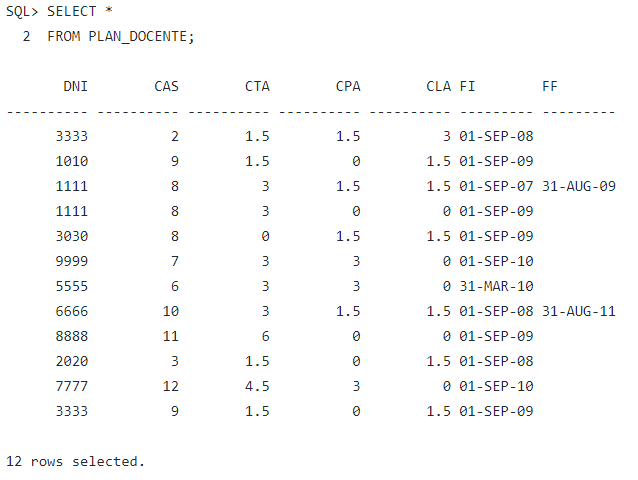 SQL> SELECT *
  2  FROM PLAN_DOCENTE;
       DNI        CAS        CTA        CPA        CLA FI        FF
---------- ---------- ---------- ---------- ---------- --------- ---------
      3333          2        1.5        1.5          3 01-SEP-08
      1010          9        1.5          0        1.5 01-SEP-09
      1111          8          3        1.5        1.5 01-SEP-07 31-AUG-09
      1111          8          3          0          0 01-SEP-09
      3030          8          0        1.5        1.5 01-SEP-09
      9999          7          3          3          0 01-SEP-10
      5555          6          3          3          0 31-MAR-10
      6666         10          3        1.5        1.5 01-SEP-08 31-AUG-11
      8888         11          6          0          0 01-SEP-09
      2020          3        1.5          0        1.5 01-SEP-08
      7777         12        4.5          3          0 01-SEP-10
      3333          9        1.5          0        1.5 01-SEP-09
12 rows selected.